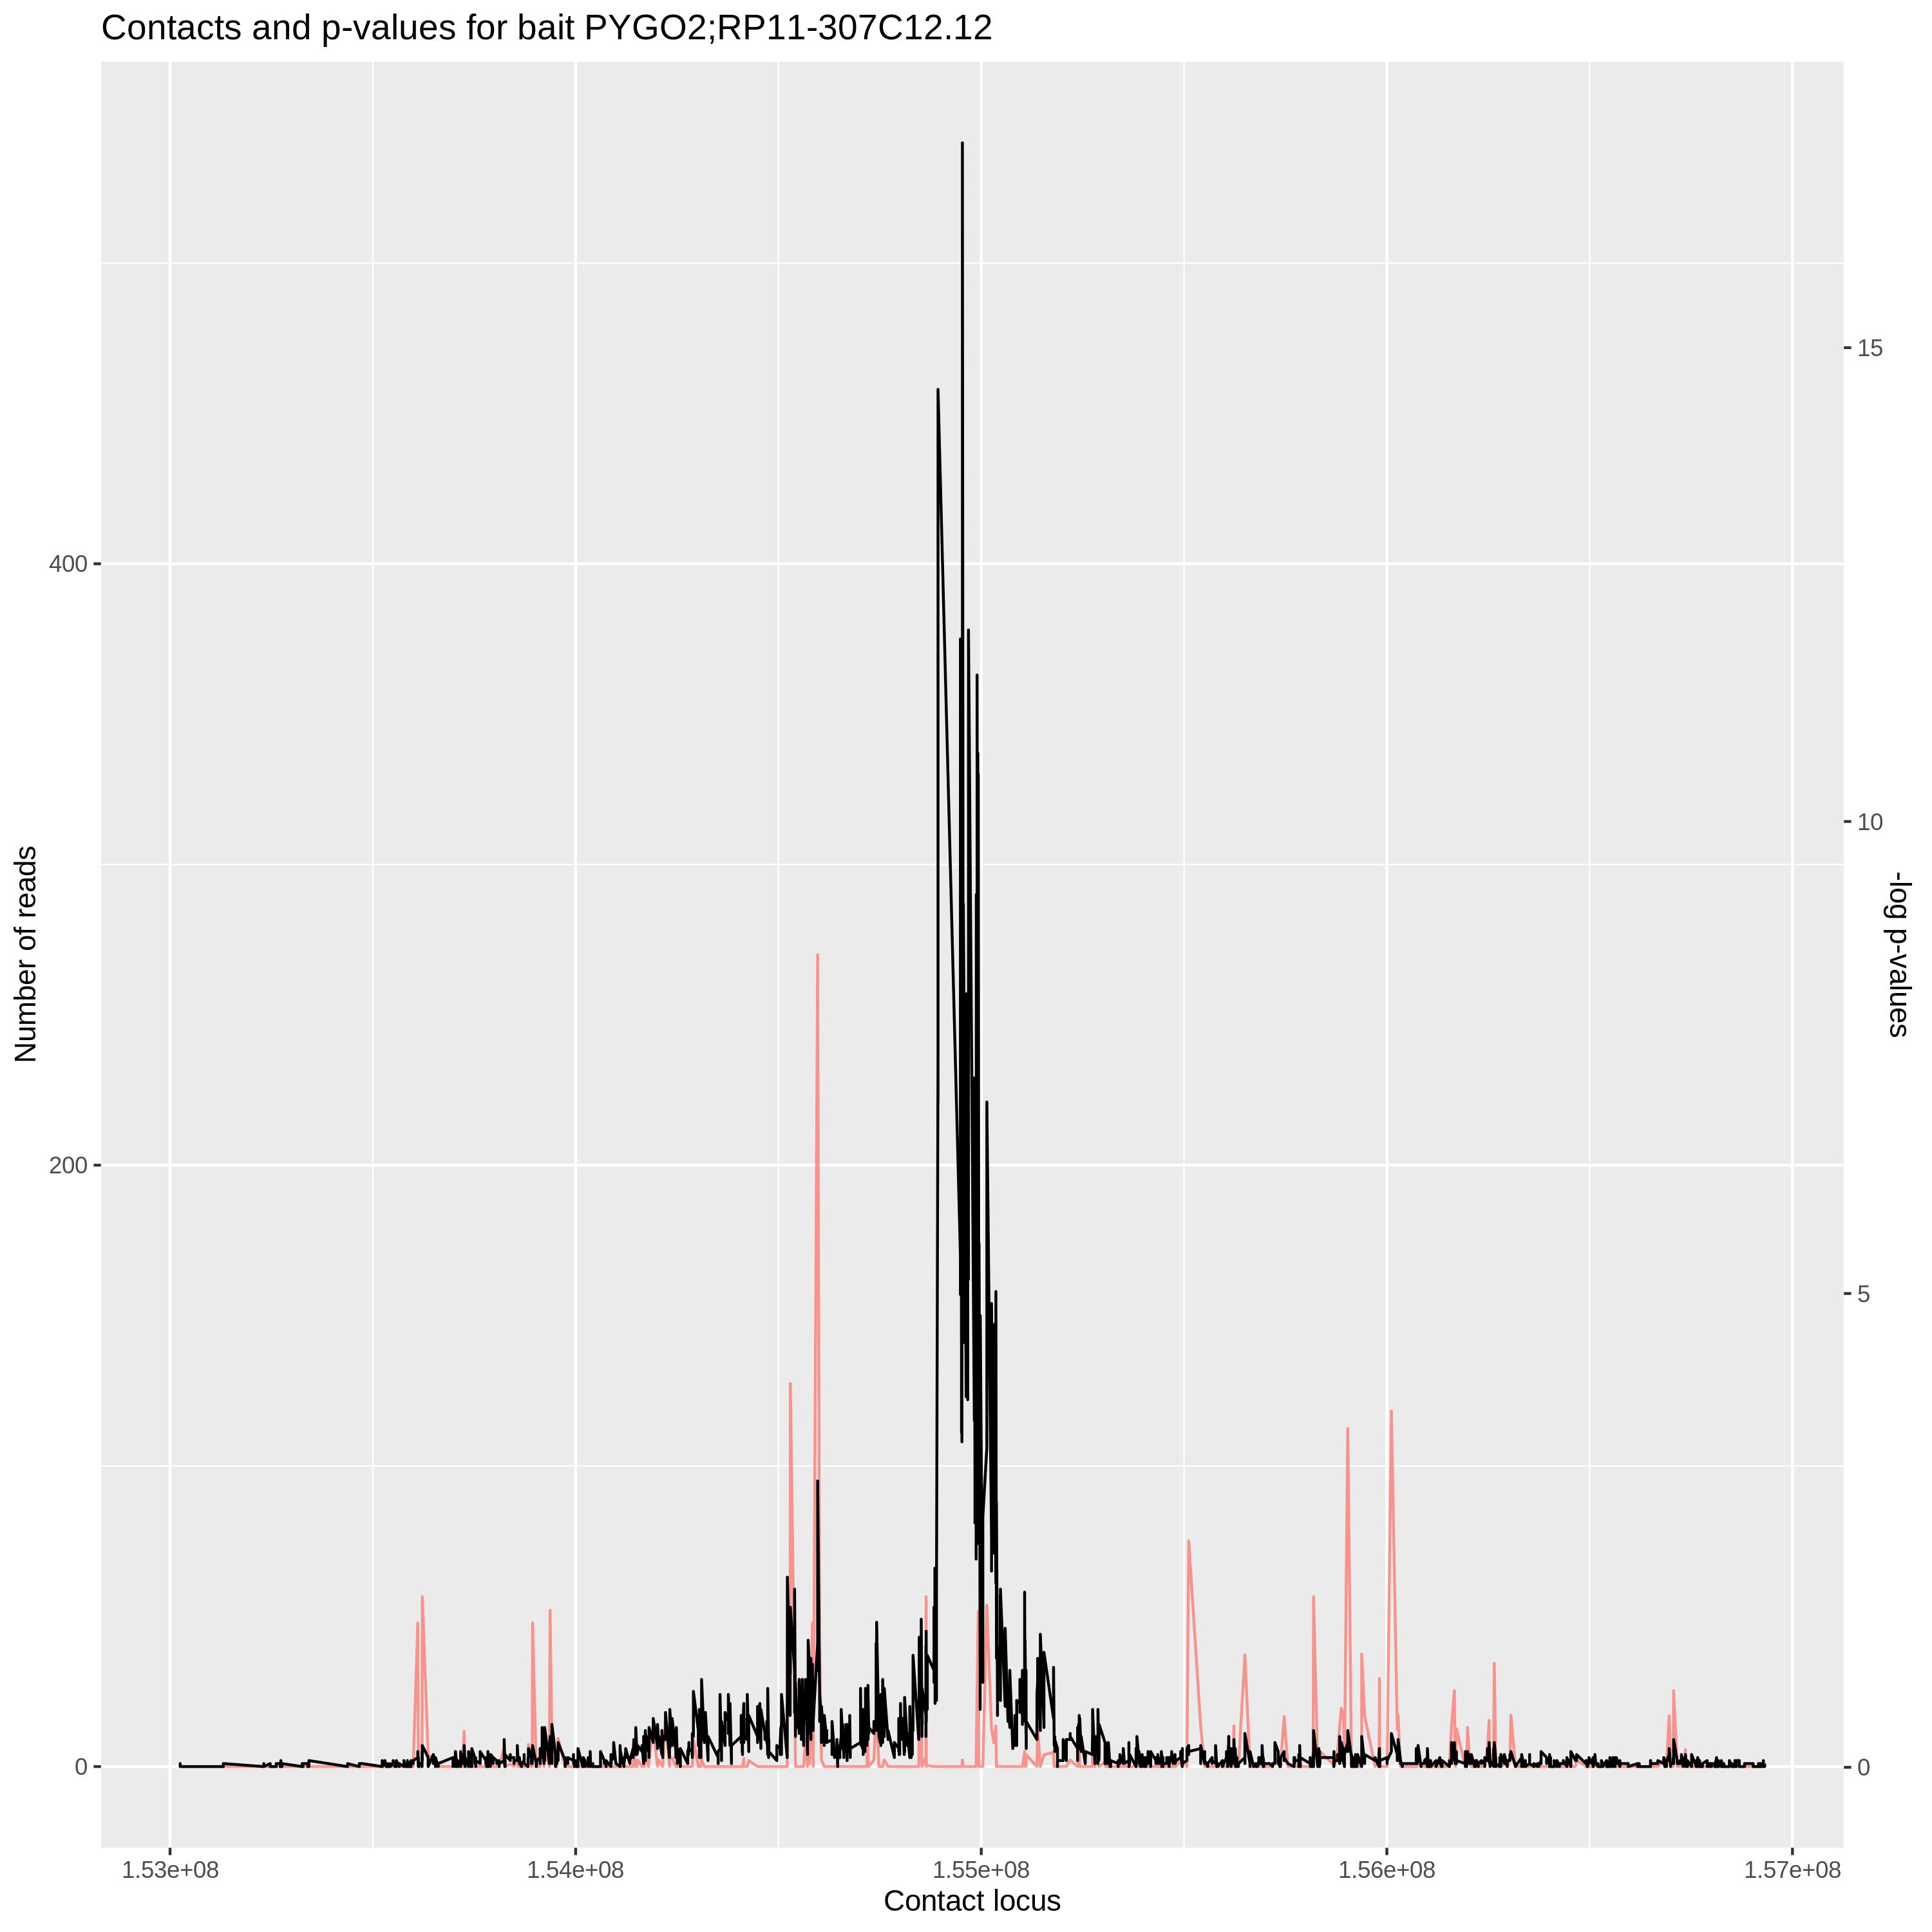 Contacts and p-values for bait PYGO2;RP11-307C12.12
Number of reads
400
200
0
15
10
5
0
-log p-values
1.53e+08 1.54e+08 1.55e+08 1.56e+08 1.57e+08
Contact locus